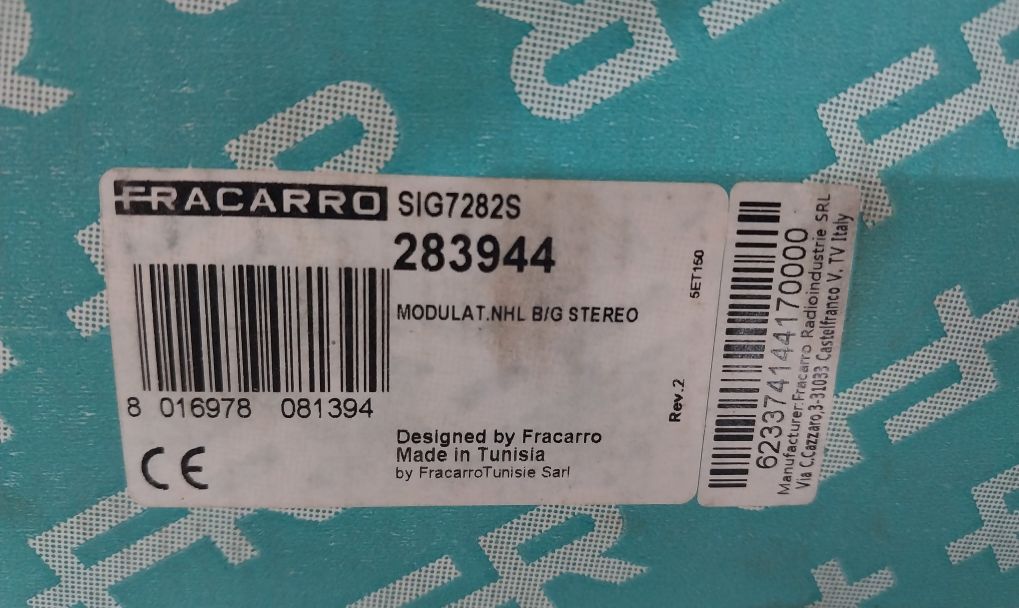 FRACARRO
SIG7282S
283944
MODULAT.NHL B/G STEREO
8 016978 081394
CE
Designed by Fracarro
Made in Tunisia
by FracarroTunisie Sarl
5ET160
Rev.2
623374144170000
Manufacturer:Fracarro Radioindustrie SRL
Via C.Cazzaro,3-31033 Castelfranco V. TV Italy